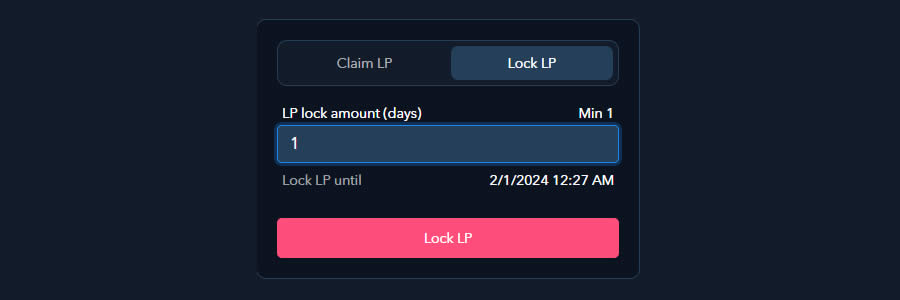 Claim LP Lock LP
LP lock amount (days) Min 1
1
Lock LP until 2/1/2024 12:27 AM
Lock LP